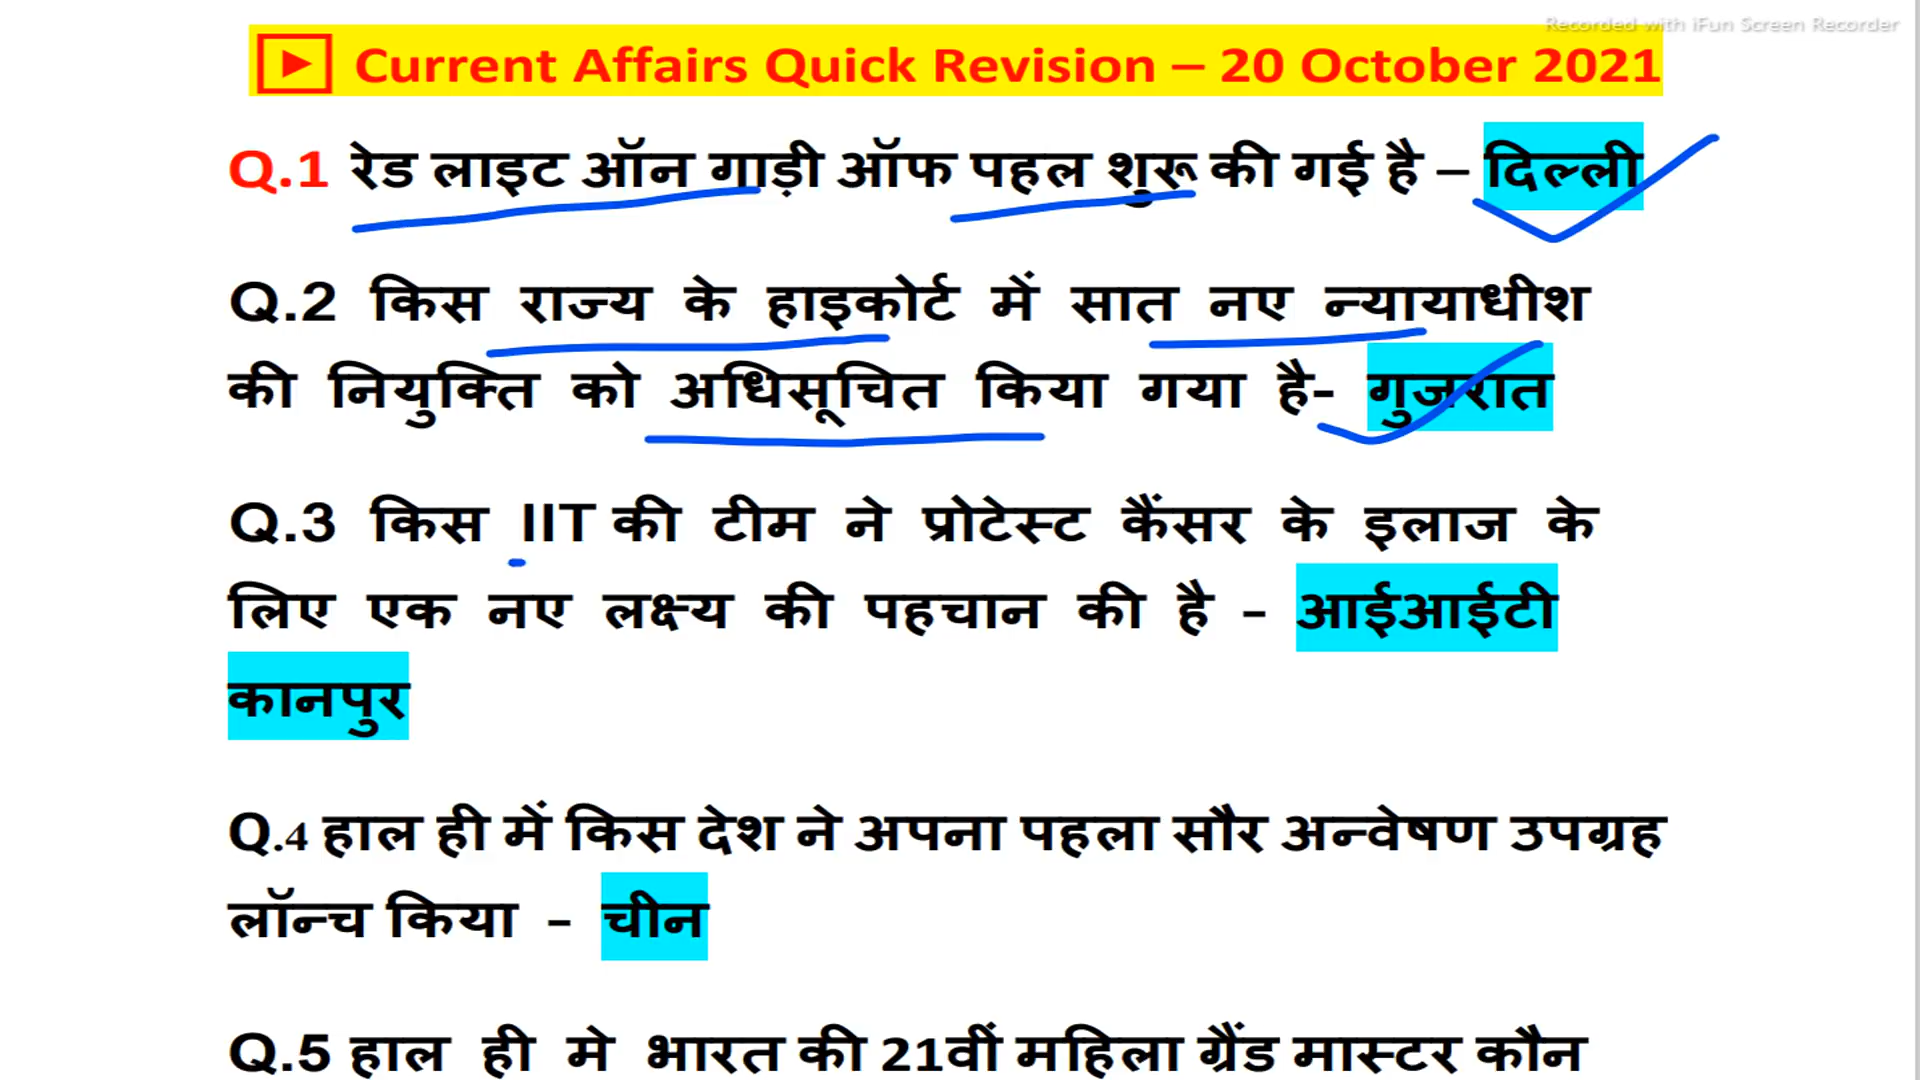 Recorded with iFun Screen Recorder
Current Affairs Quick Revision – 20 October 2021
Q.1 रेड लाइट ऑन गाड़ी ऑफ पहल शुरू की गई है – दिल्ली
Q.2 किस राज्य के हाइकोर्ट में सात नए न्यायाधीश
की नियुक्ति को अधिसूचित किया गया है- गुजरात
Q.3 किस IIT की टीम ने प्रोटेस्ट कैंसर के इलाज के
लिए एक नए लक्ष्य की पहचान की है – आईआईटी
कानपुर
Q.4 हाल ही में किस देश ने अपना पहला सौर अन्वेषण उपग्रह
लॉन्च किया – चीन
Q.5 हाल ही मे भारत की 21वीं महिला ग्रैंड मास्टर कौन